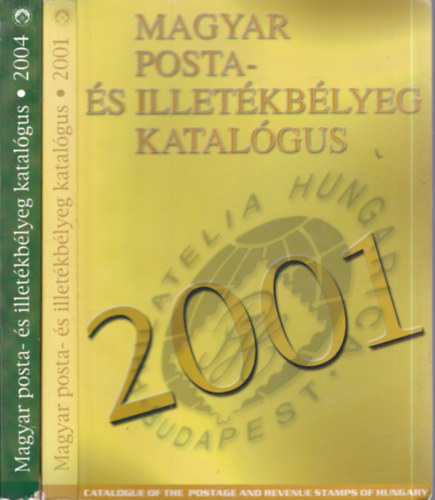 Magyar posta- és illetékbélyeg katalógus • 2004
Magyar posta- és illetékbélyeg katalógus • 2001
MAGYAR
POSTA-
ÉS ILLETÉKBÉLYEG
KATALÓGUS
PHILATELIA HUNGARICA
BUDAPEST
2001
CATALOGUE OF THE POSTAGE AND REVENUE STAMPS OF HUNGARY